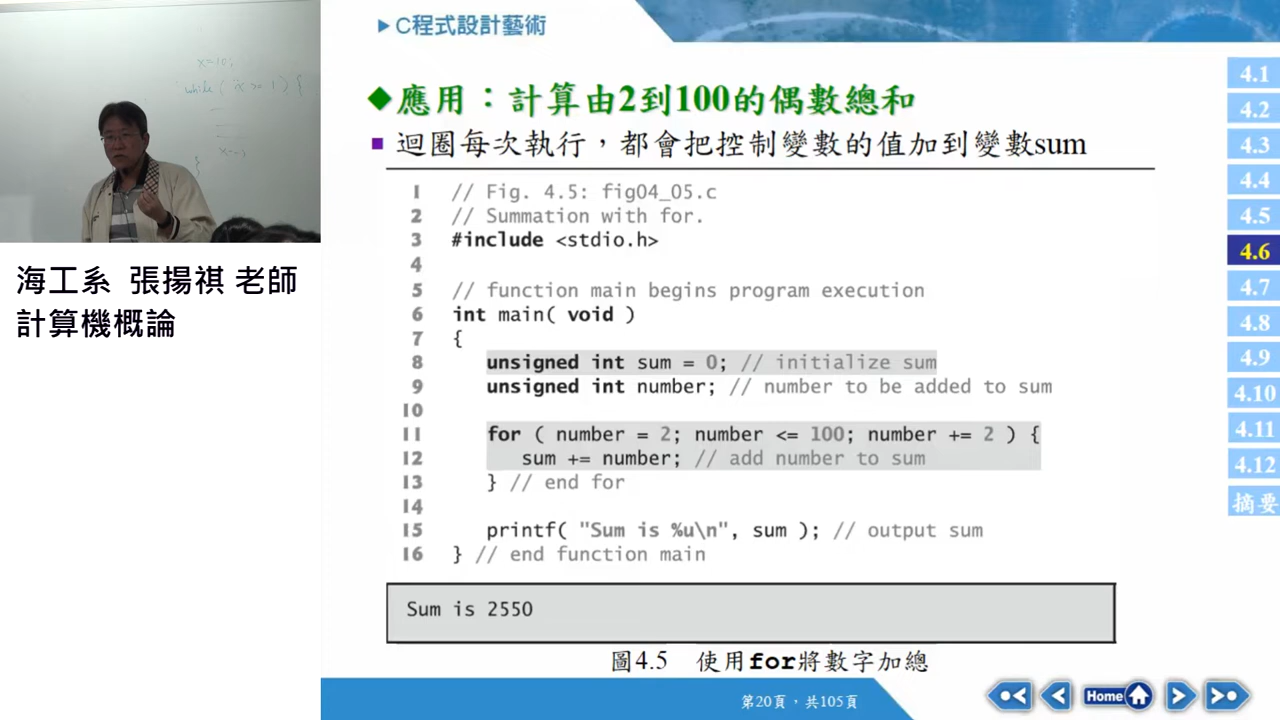 x=10;
while ( x >= 1 ) {
x--;
}
海工系 張揚祺 老師
計算機概論
C程式設計藝術
應用：計算由2到100的偶數總和
迴圈每次執行，都會把控制變數的值加到變數sum
1 // Fig. 4.5: fig04_05.c
2 // Summation with for.
3 #include <stdio.h>
4
5 // function main begins program execution
6 int main( void )
7 {
8 unsigned int sum = 0; // initialize sum
9 unsigned int number; // number to be added to sum
10
11 for ( number = 2; number <= 100; number += 2 ) {
12 sum += number; // add number to sum
13 } // end for
14
15 printf( "Sum is %u\n", sum ); // output sum
16 } // end function main
Sum is 2550
圖4.5 使用for將數字加總
4.1
4.2
4.3
4.4
4.5
4.6
4.7
4.8
4.9
4.10
4.11
4.12
摘要
第20頁，共105頁
Home